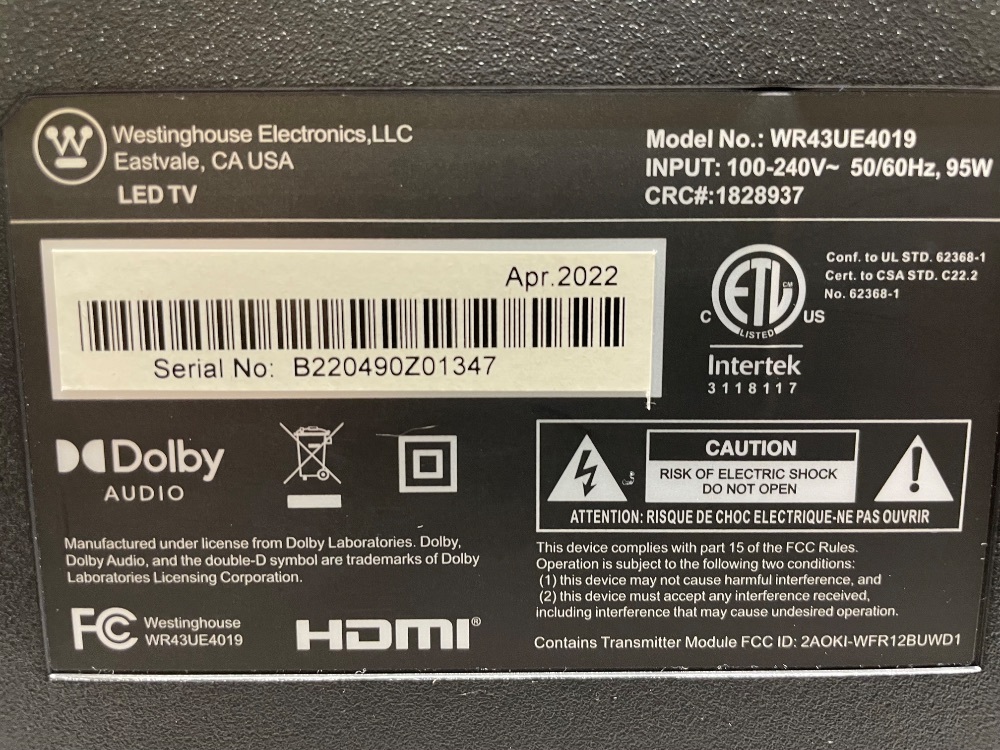 W
Westinghouse Electronics,LLC
Eastvale, CA USA
LED TV
Model No.: WR43UE4019
INPUT: 100-240V~ 50/60Hz, 95W
CRC#:1828937
Apr.2022
Serial No: B220490Z01347
ETL CM
LISTED
C US
Intertek
3118117
Conf. to UL STD. 62368-1
Cert. to CSA STD. C22.2
No. 62368-1
Dolby
AUDIO
CAUTION
RISK OF ELECTRIC SHOCK
DO NOT OPEN
ATTENTION: RISQUE DE CHOC ELECTRIQUE-NE PAS OUVRIR
Manufactured under license from Dolby Laboratories. Dolby,
Dolby Audio, and the double-D symbol are trademarks of Dolby
Laboratories Licensing Corporation.
FC Westinghouse
WR43UE4019
HDMI®
This device complies with part 15 of the FCC Rules.
Operation is subject to the following two conditions:
(1) this device may not cause harmful interference, and
(2) this device must accept any interference received,
including interference that may cause undesired operation.
Contains Transmitter Module FCC ID: 2AOKI-WFR12BUWD1